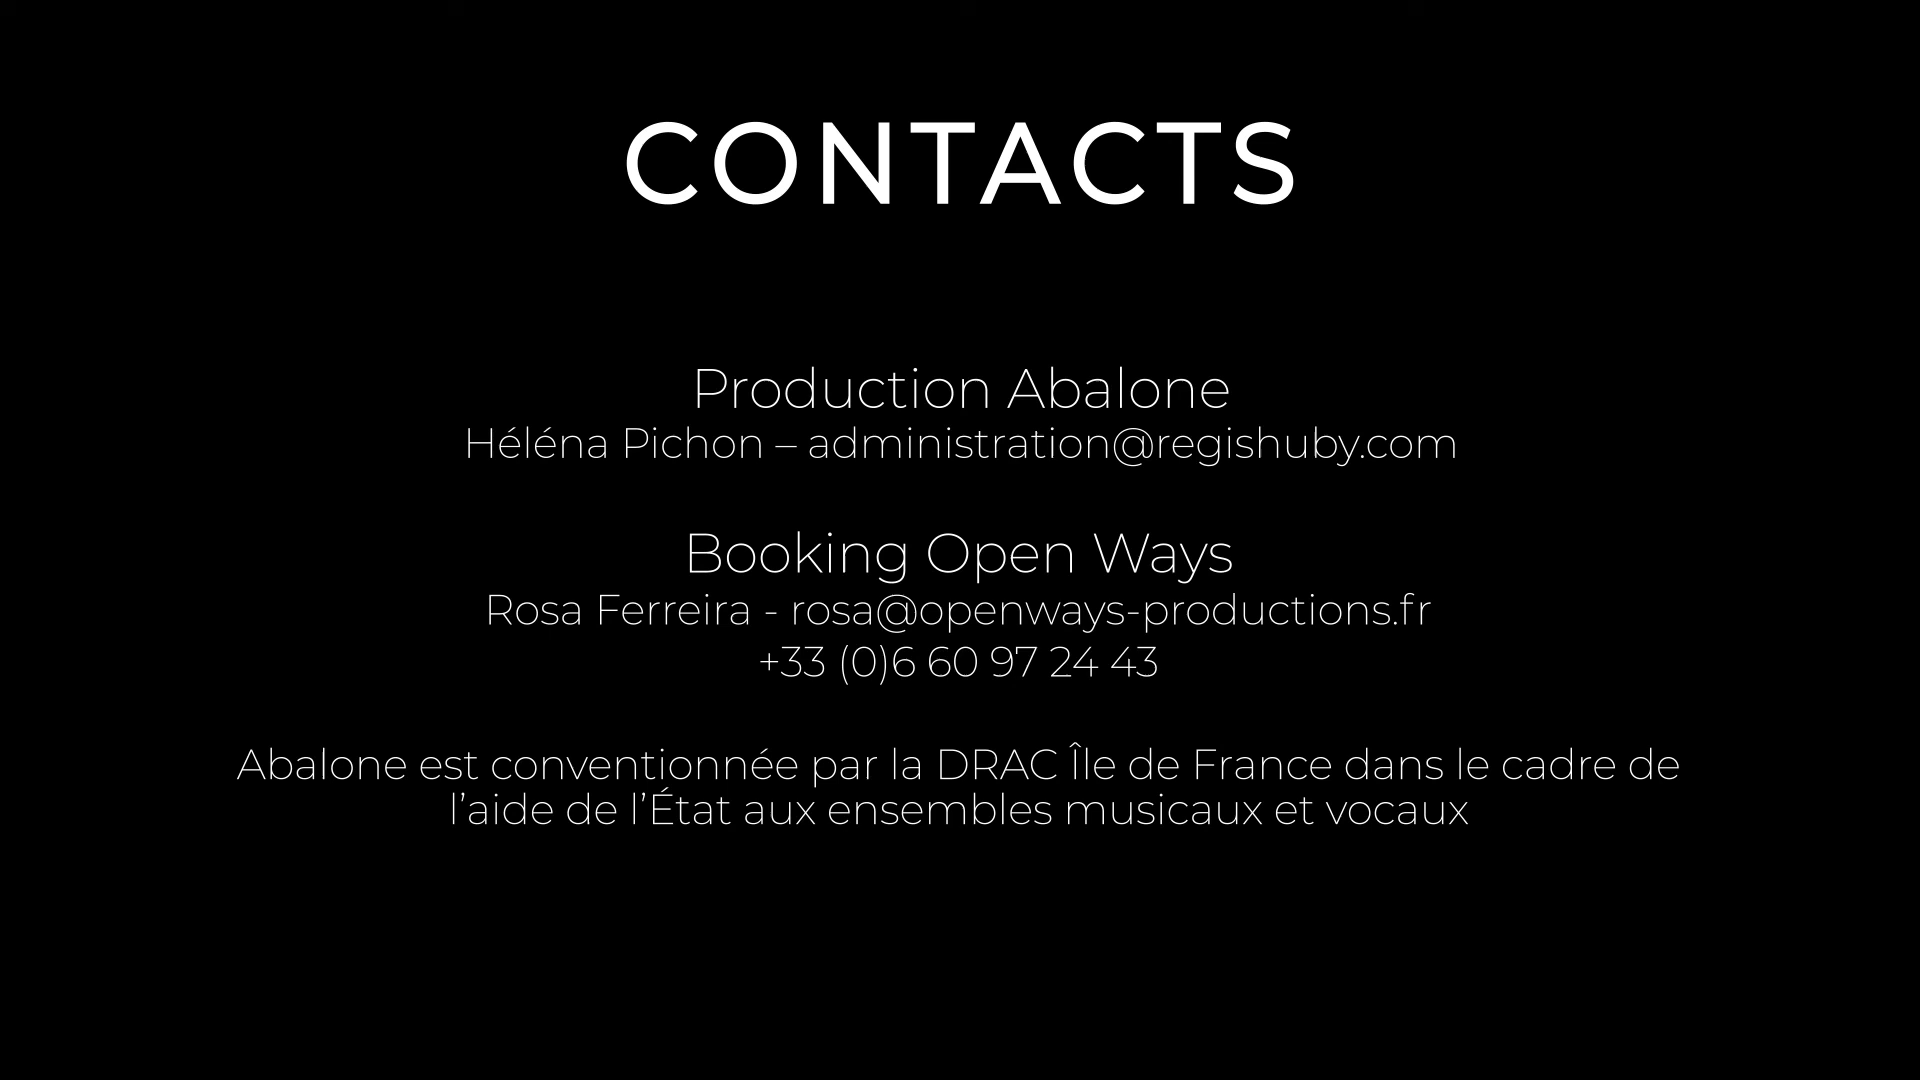 CONTACTS
Production Abalone
Héléna Pichon – administration@regishuby.com
Booking Open Ways
Rosa Ferreira - rosa@openways-productions.fr
+33 (0)6 60 97 24 43
Abalone est conventionnée par la DRAC Île de France dans le cadre de
l’aide de l’État aux ensembles musicaux et vocaux